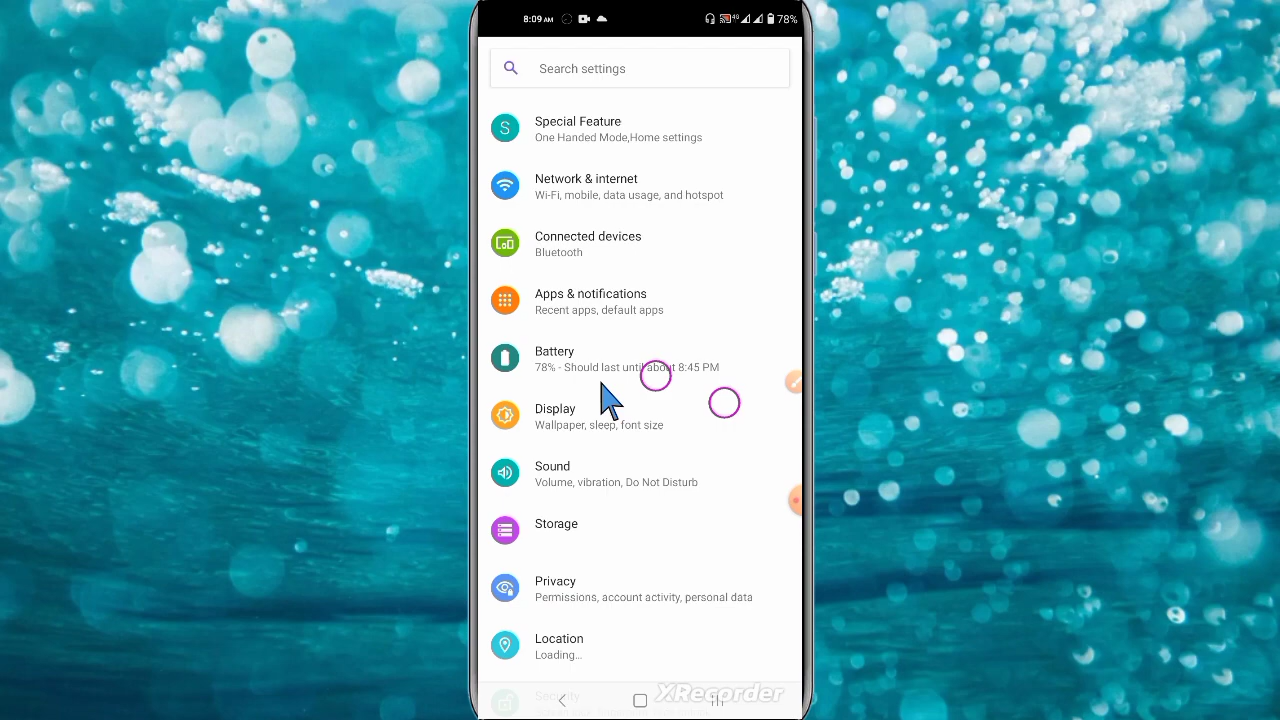 8:09 AM
4G
78%
Search settings
S
Special Feature
One Handed Mode,Home settings
Network & internet
Wi-Fi, mobile, data usage, and hotspot
Connected devices
Bluetooth
Apps & notifications
Recent apps, default apps
Battery
78% - Should last until about 8:45 PM
Display
Wallpaper, sleep, font size
Sound
Volume, vibration, Do Not Disturb
Storage
Privacy
Permissions, account activity, personal data
Location
Loading...
Security
XRecorder